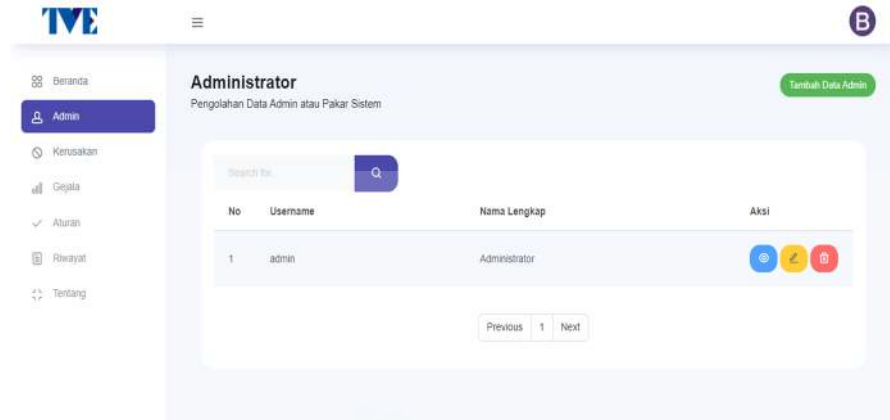 TVE
B
Beranda
Admin
Kerusakan
Gejala
Aturan
Riwayat
Tentang
Administrator
Pengolahan Data Admin atau Pakar Sistem
Tambah Data Admin
Search for..
No Username Nama Lengkap Aksi
1 admin Administrator
Previous 1 Next